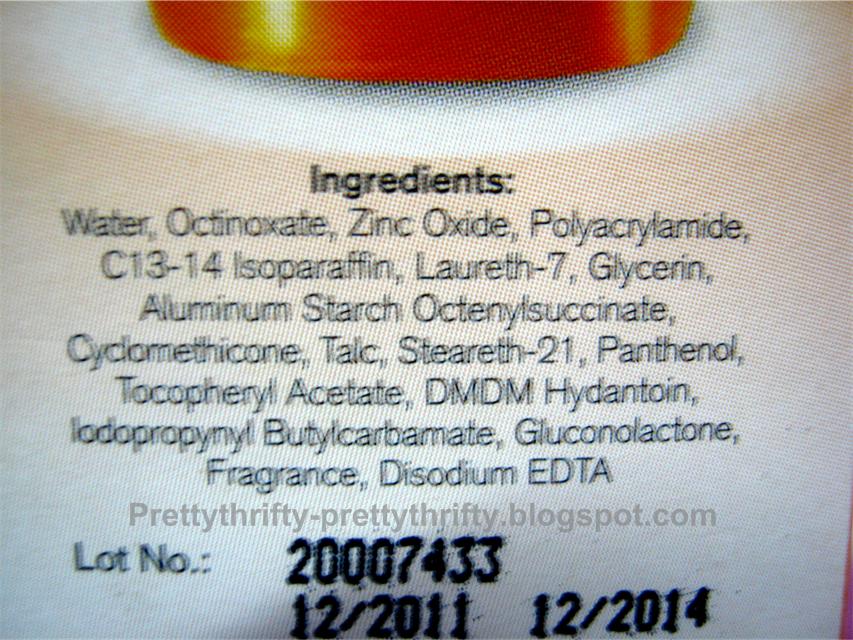 Ingredients:
Water, Octinoxate, Zinc Oxide, Polyacrylamide,
C13-14 Isoparaffin, Laureth-7, Glycerin,
Aluminum Starch Octenylsuccinate,
Cyclomethicone, Talc, Steareth-21, Panthenol,
Tocopheryl Acetate, DMDM Hydantoin,
Iodopropynyl Butylcarbamate, Gluconolactone,
Fragrance, Disodium EDTA
Prettythrifty-prettythrifty.blogspot.com
Lot No.: 20007433
12/2011 12/2014